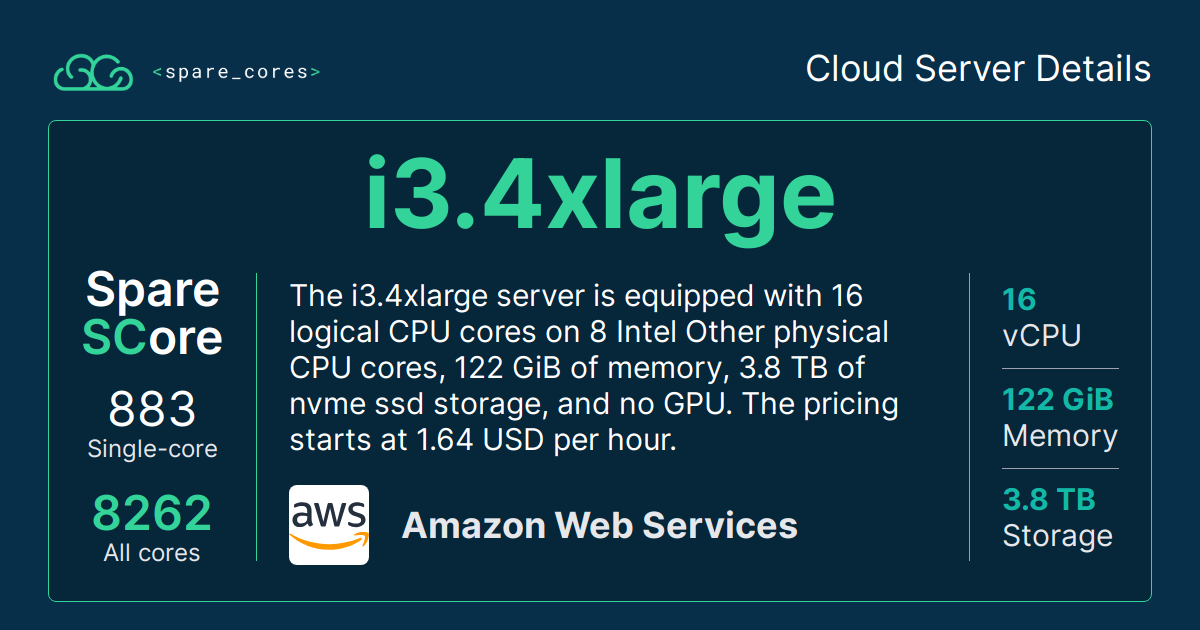 <spare_cores>
Cloud Server Details
i3.4xlarge
Spare
SCore
883
Single-core
8262
All cores
The i3.4xlarge server is equipped with 16
logical CPU cores on 8 Intel Other physical
CPU cores, 122 GiB of memory, 3.8 TB of
nvme ssd storage, and no GPU. The pricing
starts at 1.64 USD per hour.
aws
Amazon Web Services
16
vCPU
122 GiB
Memory
3.8 TB
Storage